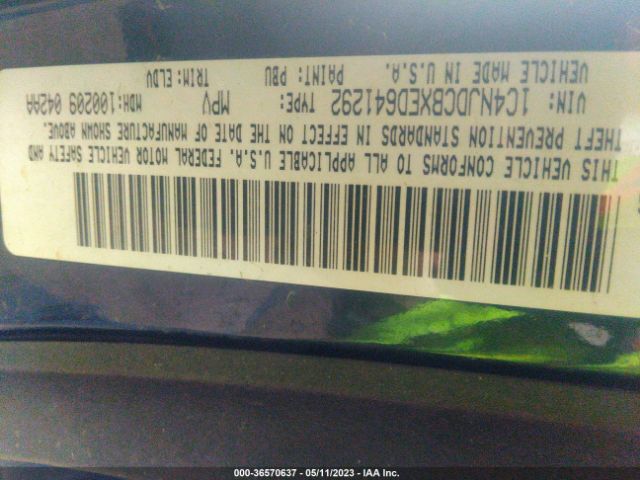 THIS VEHICLE CONFORMS TO ALL APPLICABLE U.S.A. FEDERAL MOTOR VEHICLE SAFETY AND
THEFT PREVENTION STANDARDS IN EFFECT ON THE DATE OF MANUFACTURE SHOWN ABOVE.
VIN: 1C4NJDCBXED641292 TYPE: MPV MDH: 100209 042AA
VEHICLE MADE IN U.S.A. PAINT: PBU TRIM: ELDV
000-36570637 - 05/11/2023 - IAA Inc.